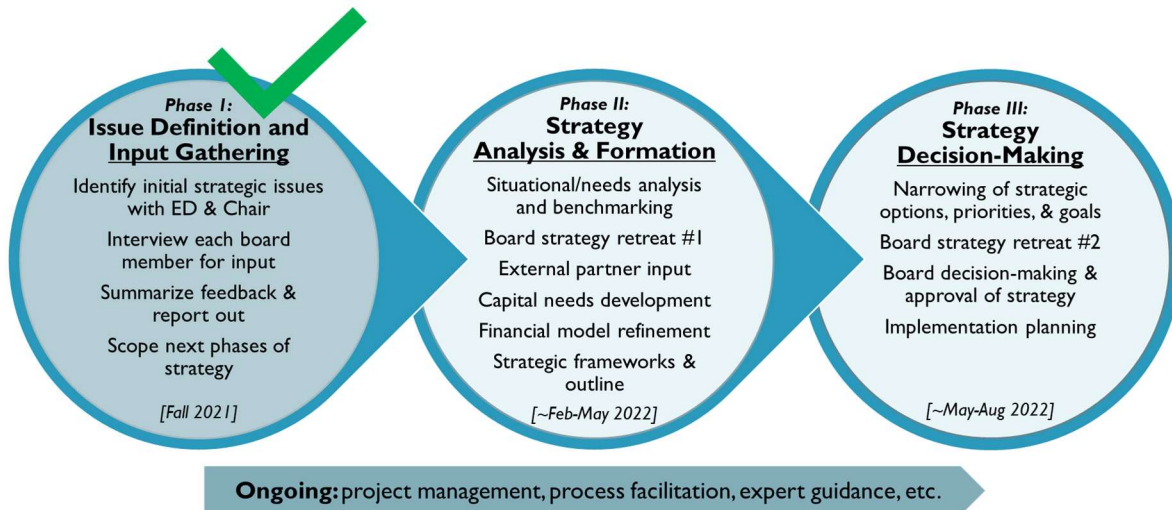 Phase I:
Issue Definition and
Input Gathering
Identify initial strategic issues
with ED & Chair
Interview each board
member for input
Summarize feedback &
report out
Scope next phases of
strategy
[Fall 2021]
Phase II:
Strategy
Analysis & Formation
Situational/needs analysis
and benchmarking
Board strategy retreat #1
External partner input
Capital needs development
Financial model refinement
Strategic frameworks &
outline
[~Feb-May 2022]
Phase III:
Strategy
Decision-Making
Narrowing of strategic
options, priorities, & goals
Board strategy retreat #2
Board decision-making &
approval of strategy
Implementation planning
[~May-Aug 2022]
Ongoing: project management, process facilitation, expert guidance, etc.